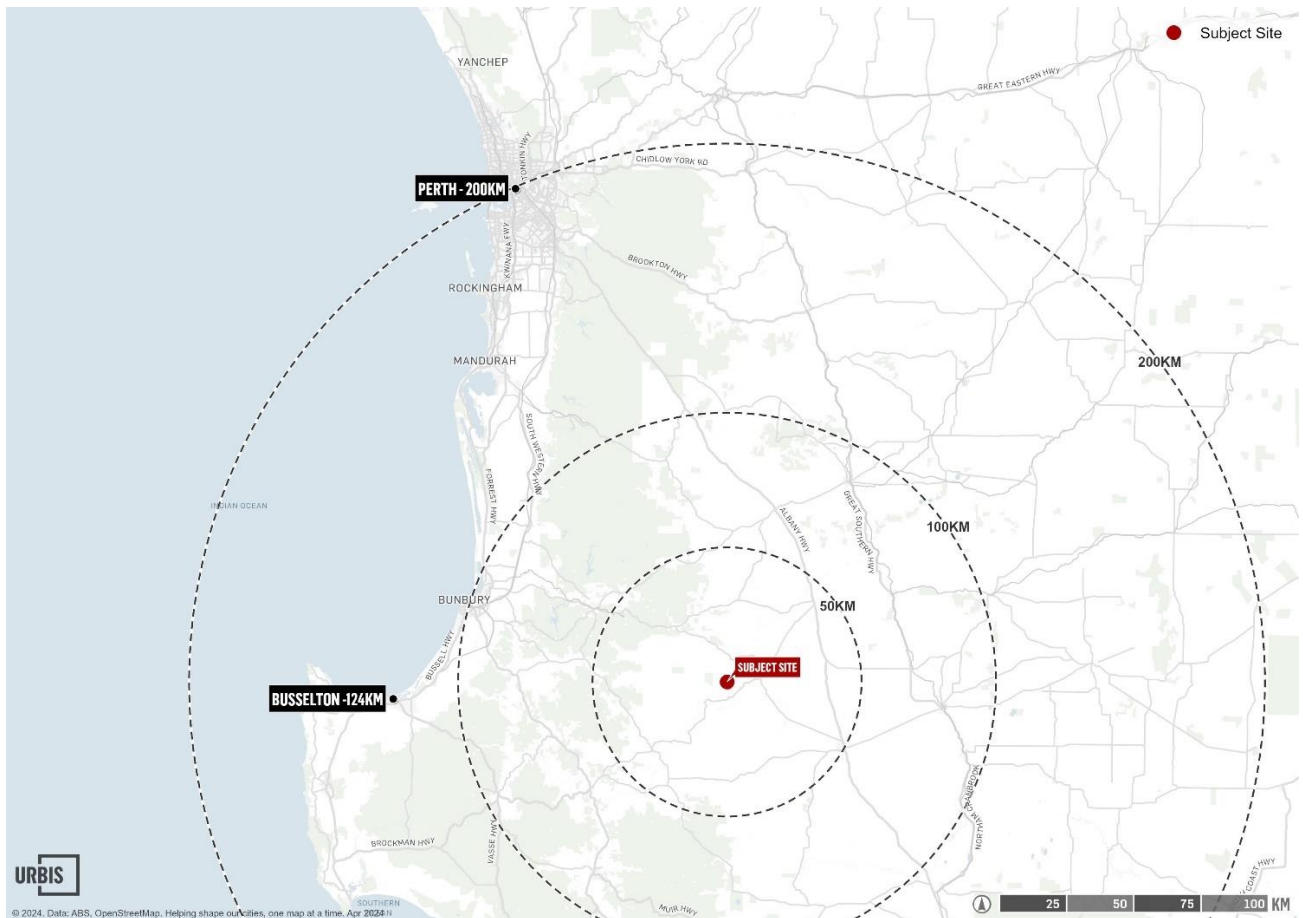 Subject Site
YANCHEP
GREAT EASTERN HWY
TONKIN HWY
CHIDLOW YORK RD
PERTH - 200KM
KWINANA FWY
BROOKTON HWY
ROCKINGHAM
MANDURAH
200KM
SOUTH WESTERN HWY
FORREST HWY
INDIAN OCEAN
ALBANY HWY
GREAT SOUTHERN HWY
100KM
BUNBURY
50KM
BUSSELL HWY
SUBJECT SITE
BUSSELTON -124KM
NORTHAM CRANBROOK
BROCKMAN HWY
VASSE HWY
URBIS
COAST HWY
SOUTHERN
MUIR HWY
25 50 75 100 KM
© 2024. Data: ABS, OpenStreetMap. Helping shape our cities, one map at a time. Apr 2024